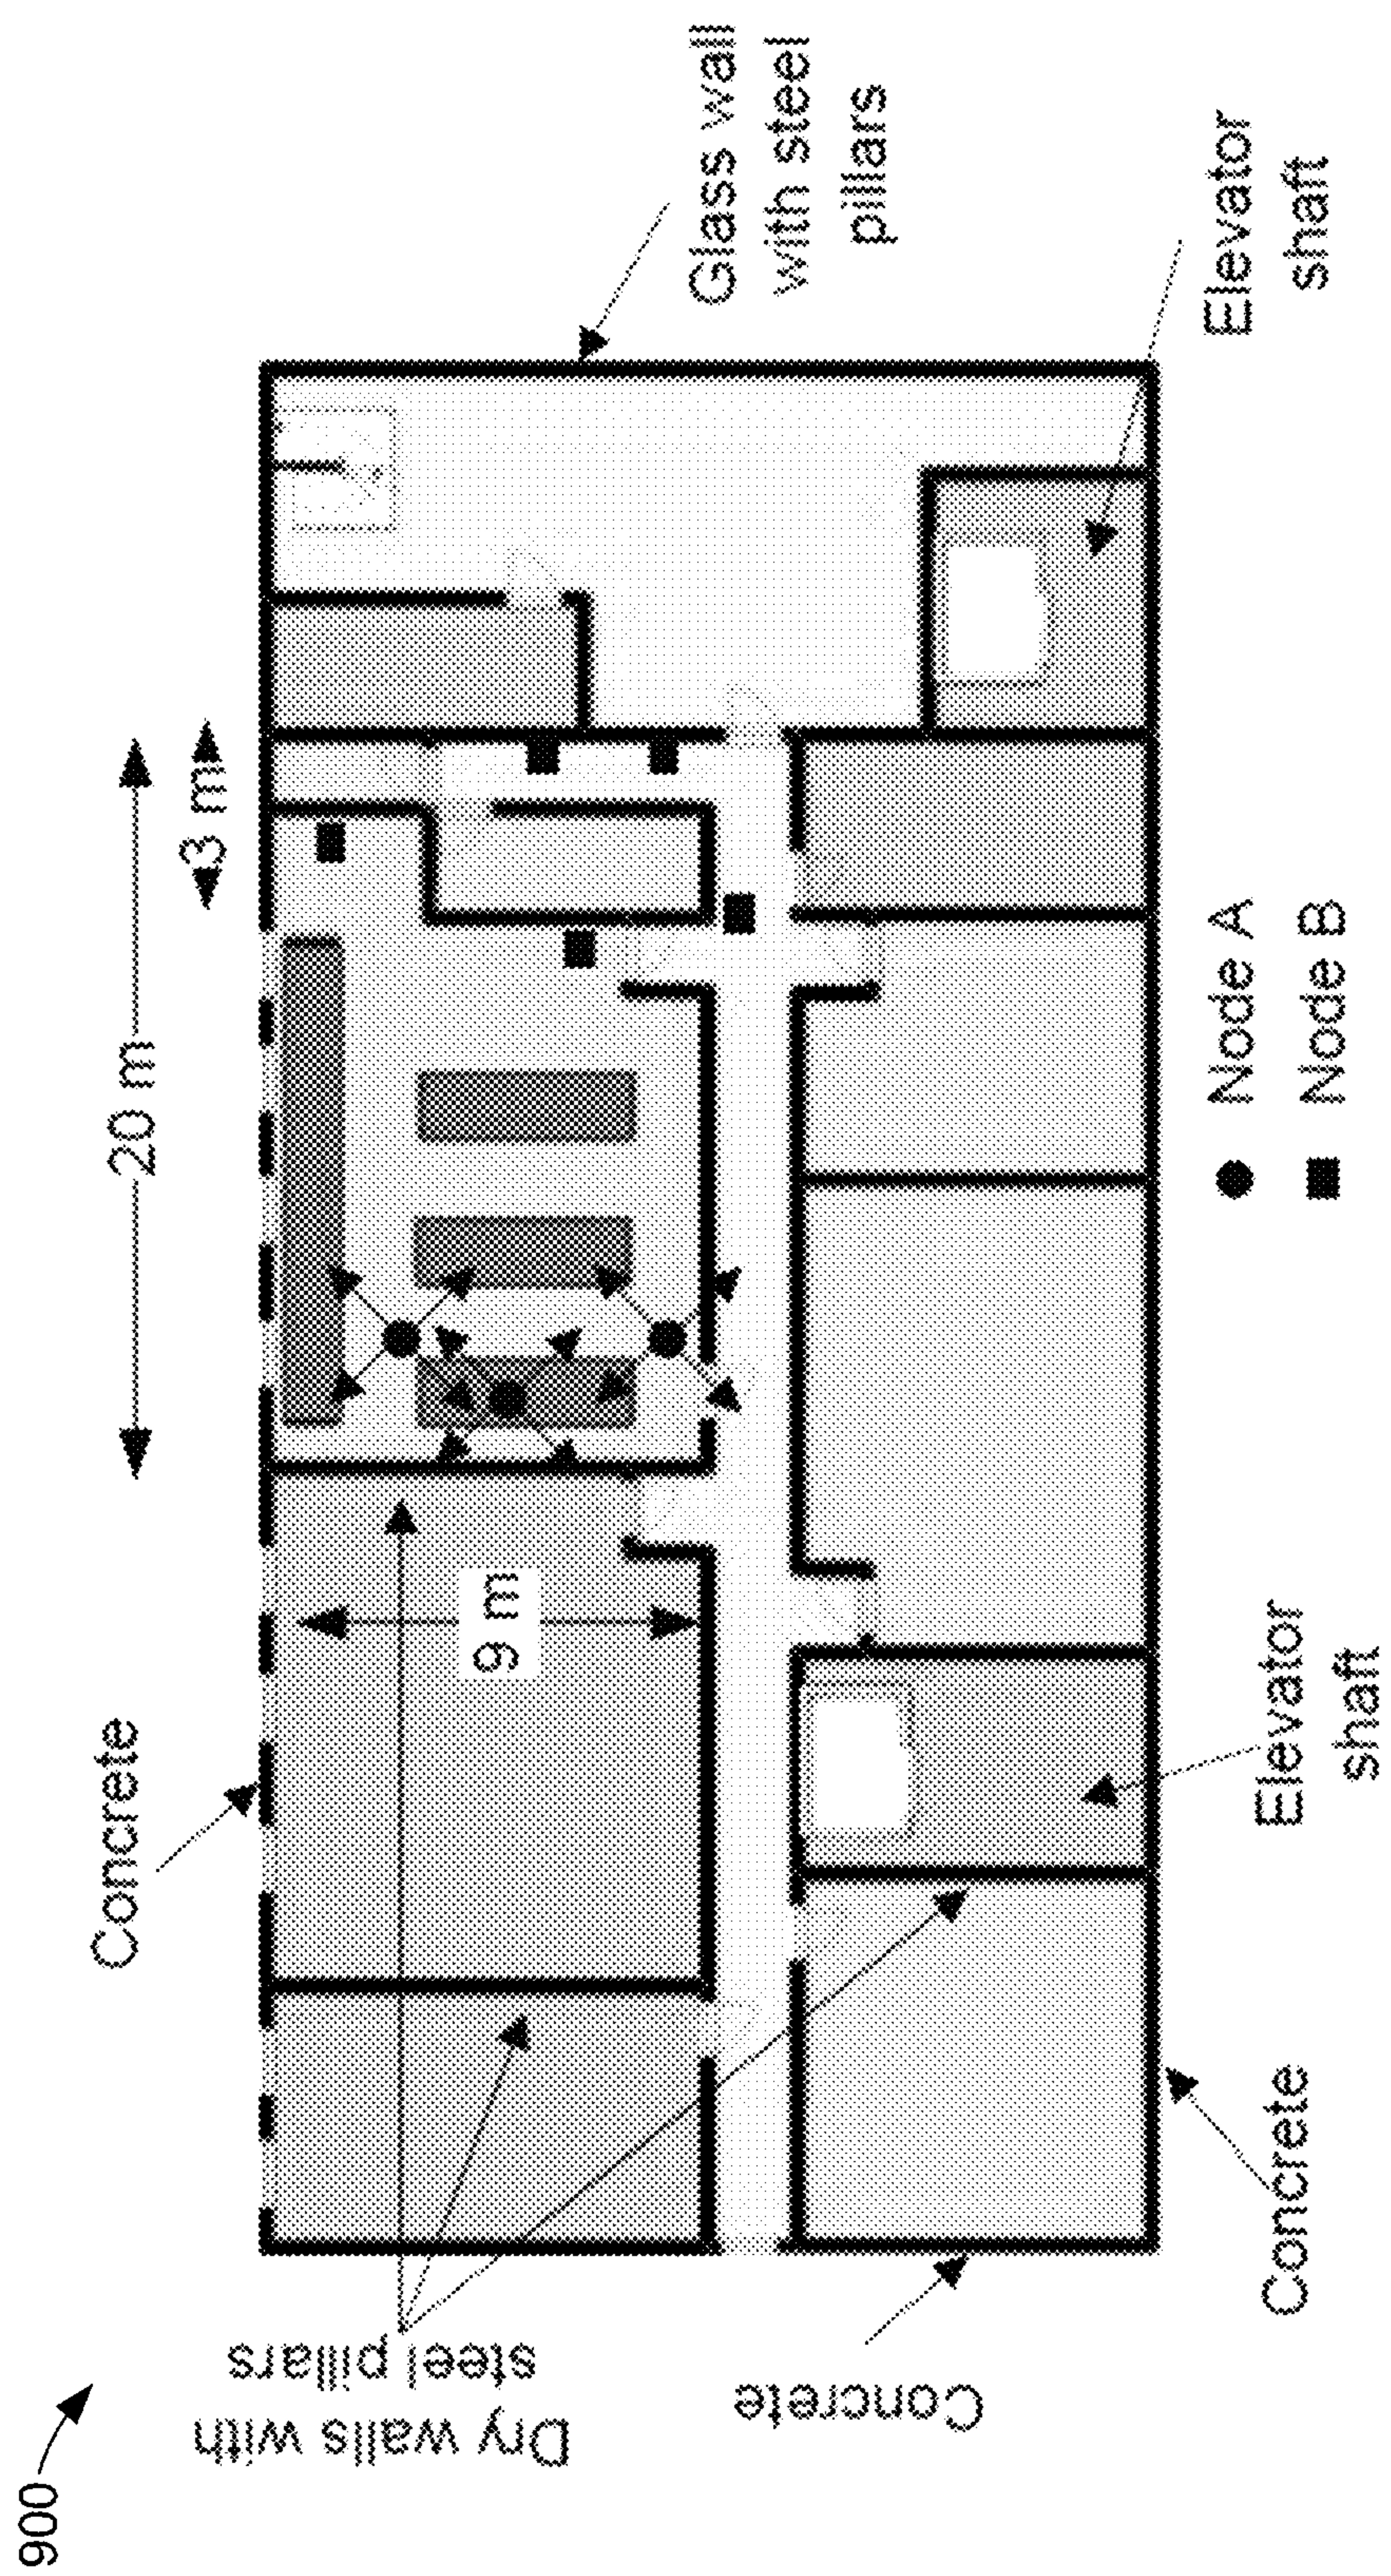 900
Concrete
20 m
3 m
9 m
Dry walls with
steel pillars
Glass wall
with steel
pillars
Concrete
Concrete
Elevator
shaft
Elevator
shaft
Node A
Node B